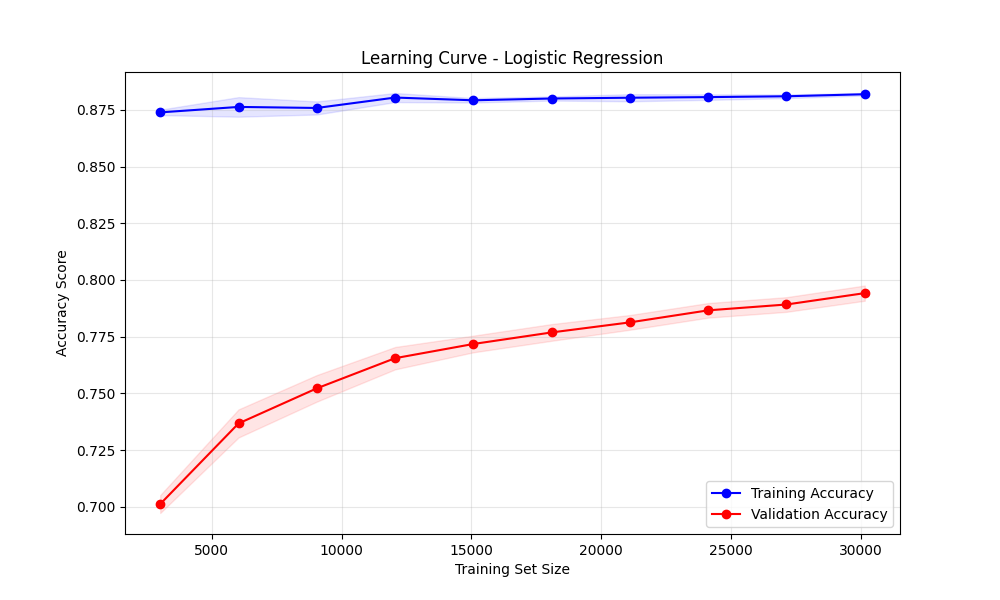 Learning Curve - Logistic Regression
0.875
0.850
0.825
0.800
0.775
0.750
0.725
0.700
Accuracy Score
Training Accuracy
Validation Accuracy
5000 10000 15000 20000 25000 30000
Training Set Size